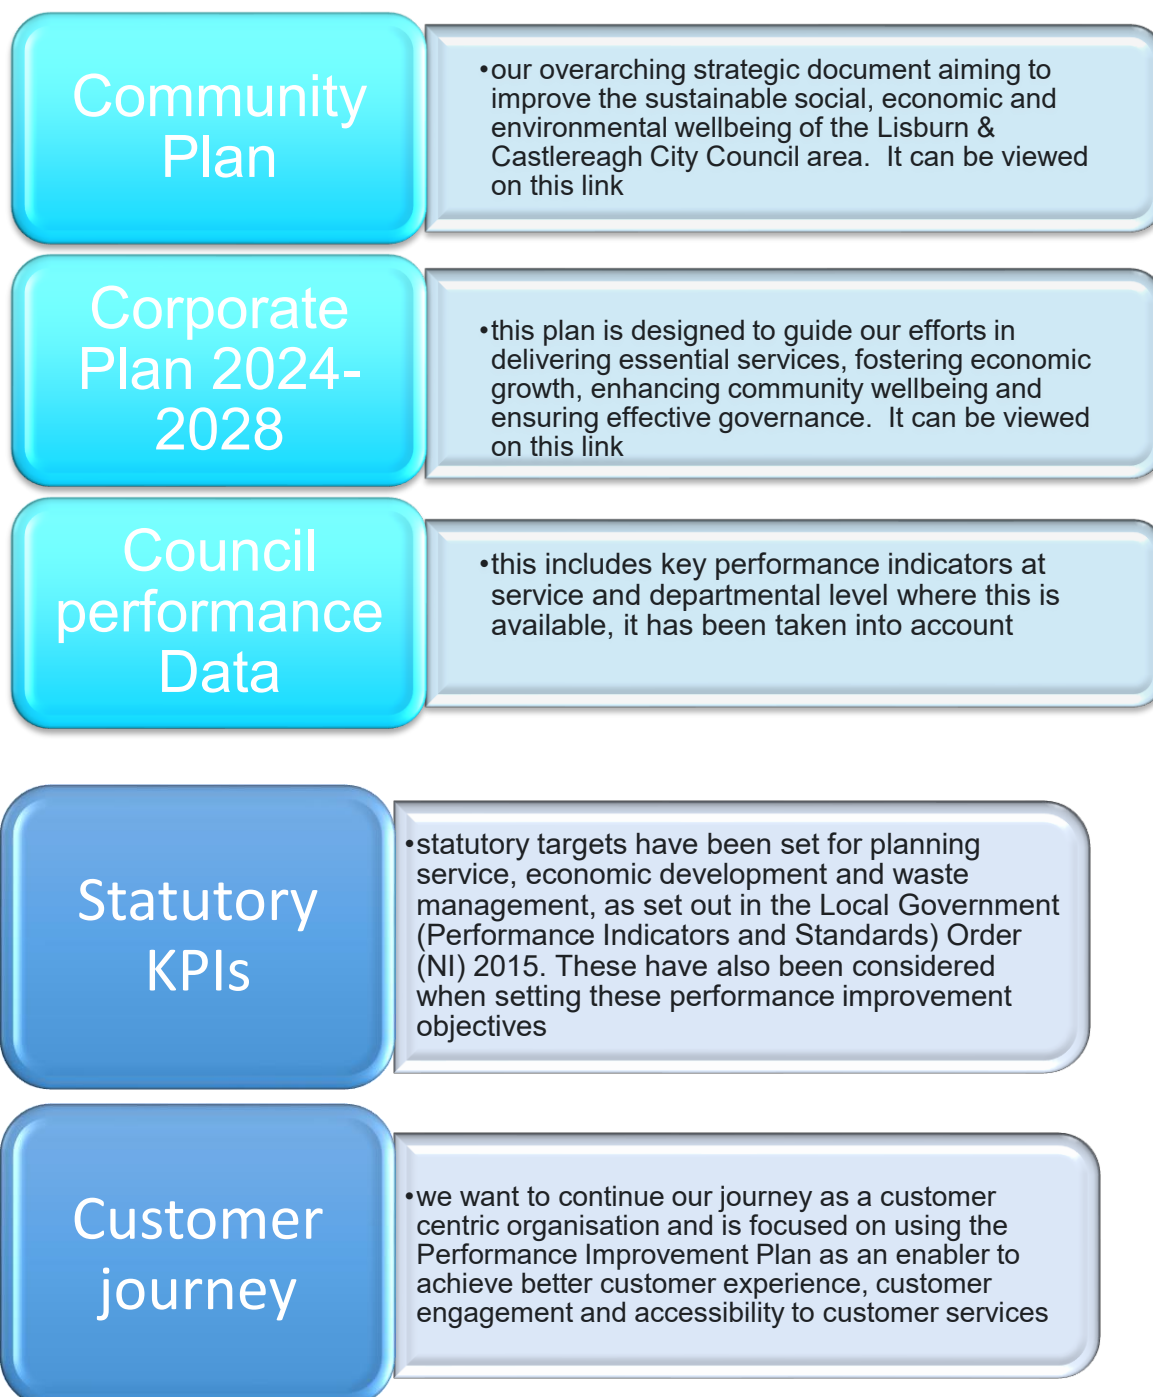 Community
Plan
•our overarching strategic document aiming to
improve the sustainable social, economic and
environmental wellbeing of the Lisburn &
Castlereagh City Council area.  It can be viewed
on this link
Corporate
Plan 2024-
2028
•this plan is designed to guide our efforts in
delivering essential services, fostering economic
growth, enhancing community wellbeing and
ensuring effective governance.  It can be viewed
on this link
Council
performance
Data
•this includes key performance indicators at
service and departmental level where this is
available, it has been taken into account
Statutory
KPIs
•statutory targets have been set for planning
service, economic development and waste
management, as set out in the Local Government
(Performance Indicators and Standards) Order
(NI) 2015. These have also been considered
when setting these performance improvement
objectives
Customer
journey
•we want to continue our journey as a customer
centric organisation and is focused on using the
Performance Improvement Plan as an enabler to
achieve better customer experience, customer
engagement and accessibility to customer services